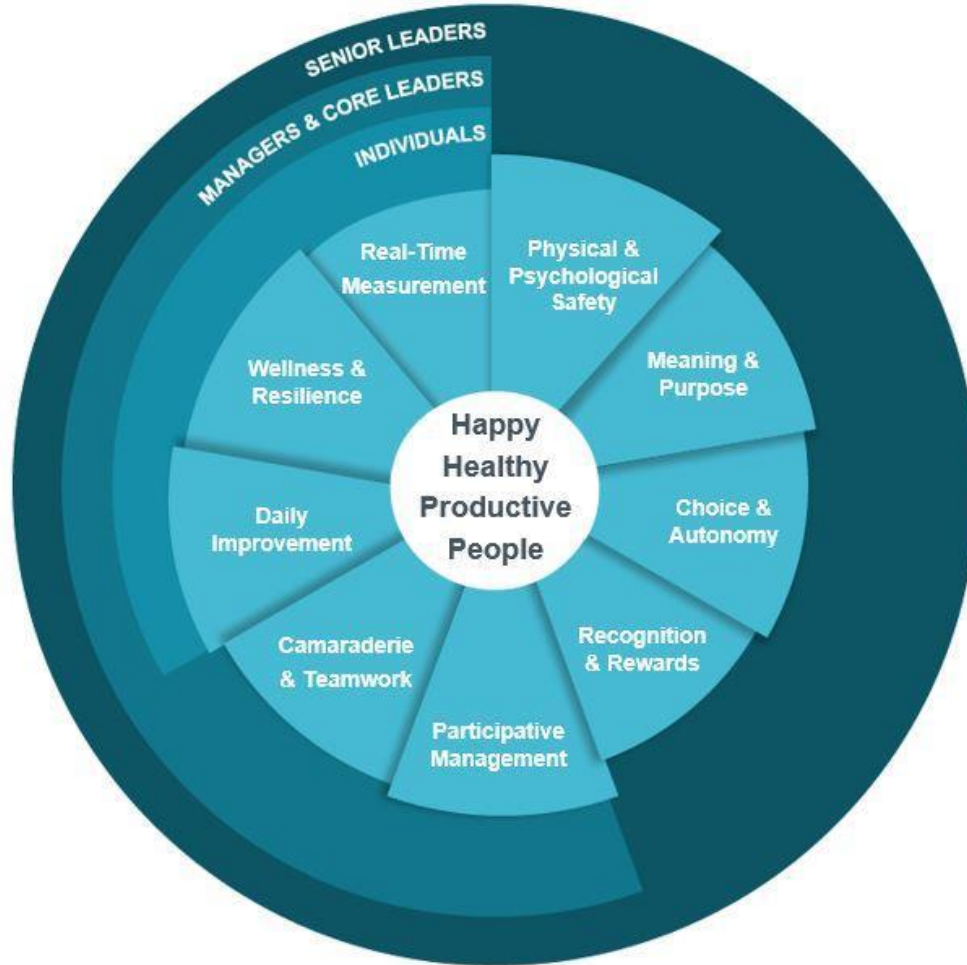 SENIOR LEADERS
MANAGERS & CORE LEADERS
INDIVIDUALS
Real-Time
Measurement
Physical &
Psychological
Safety
Meaning &
Purpose
Choice &
Autonomy
Recognition
& Rewards
Participative
Management
Camaraderie
& Teamwork
Daily
Improvement
Wellness &
Resilience
Happy
Healthy
Productive
People